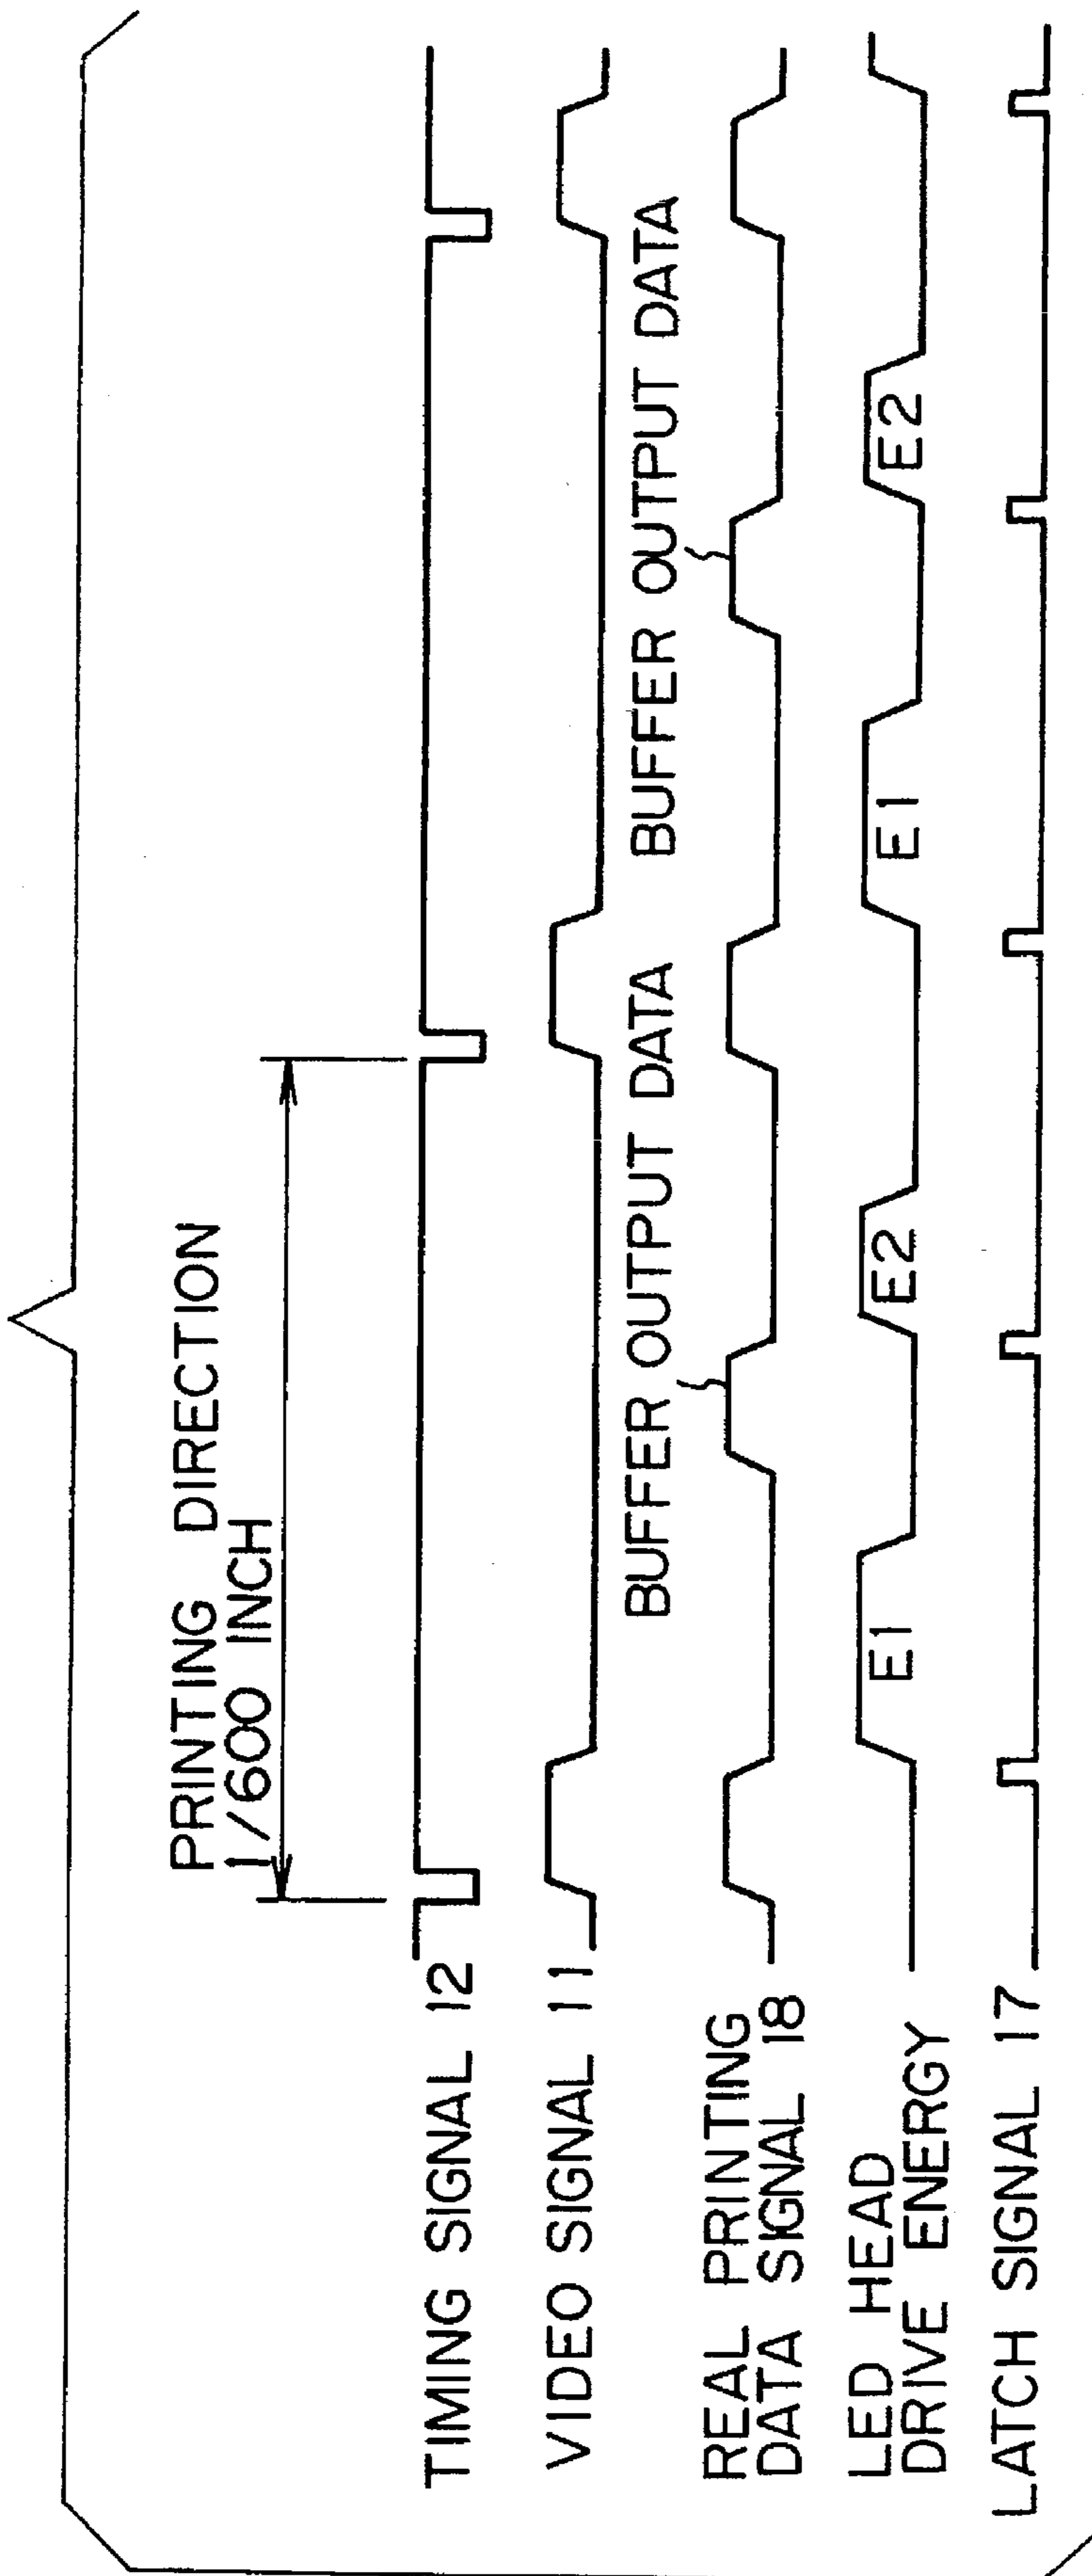 PRINTING DIRECTION
1/600 INCH
TIMING SIGNAL 12
VIDEO SIGNAL 11
BUFFER OUTPUT DATA BUFFER OUTPUT DATA
REAL PRINTING
DATA SIGNAL 18
LED HEAD
DRIVE ENERGY
E1 E2 E1 E2
LATCH SIGNAL 17